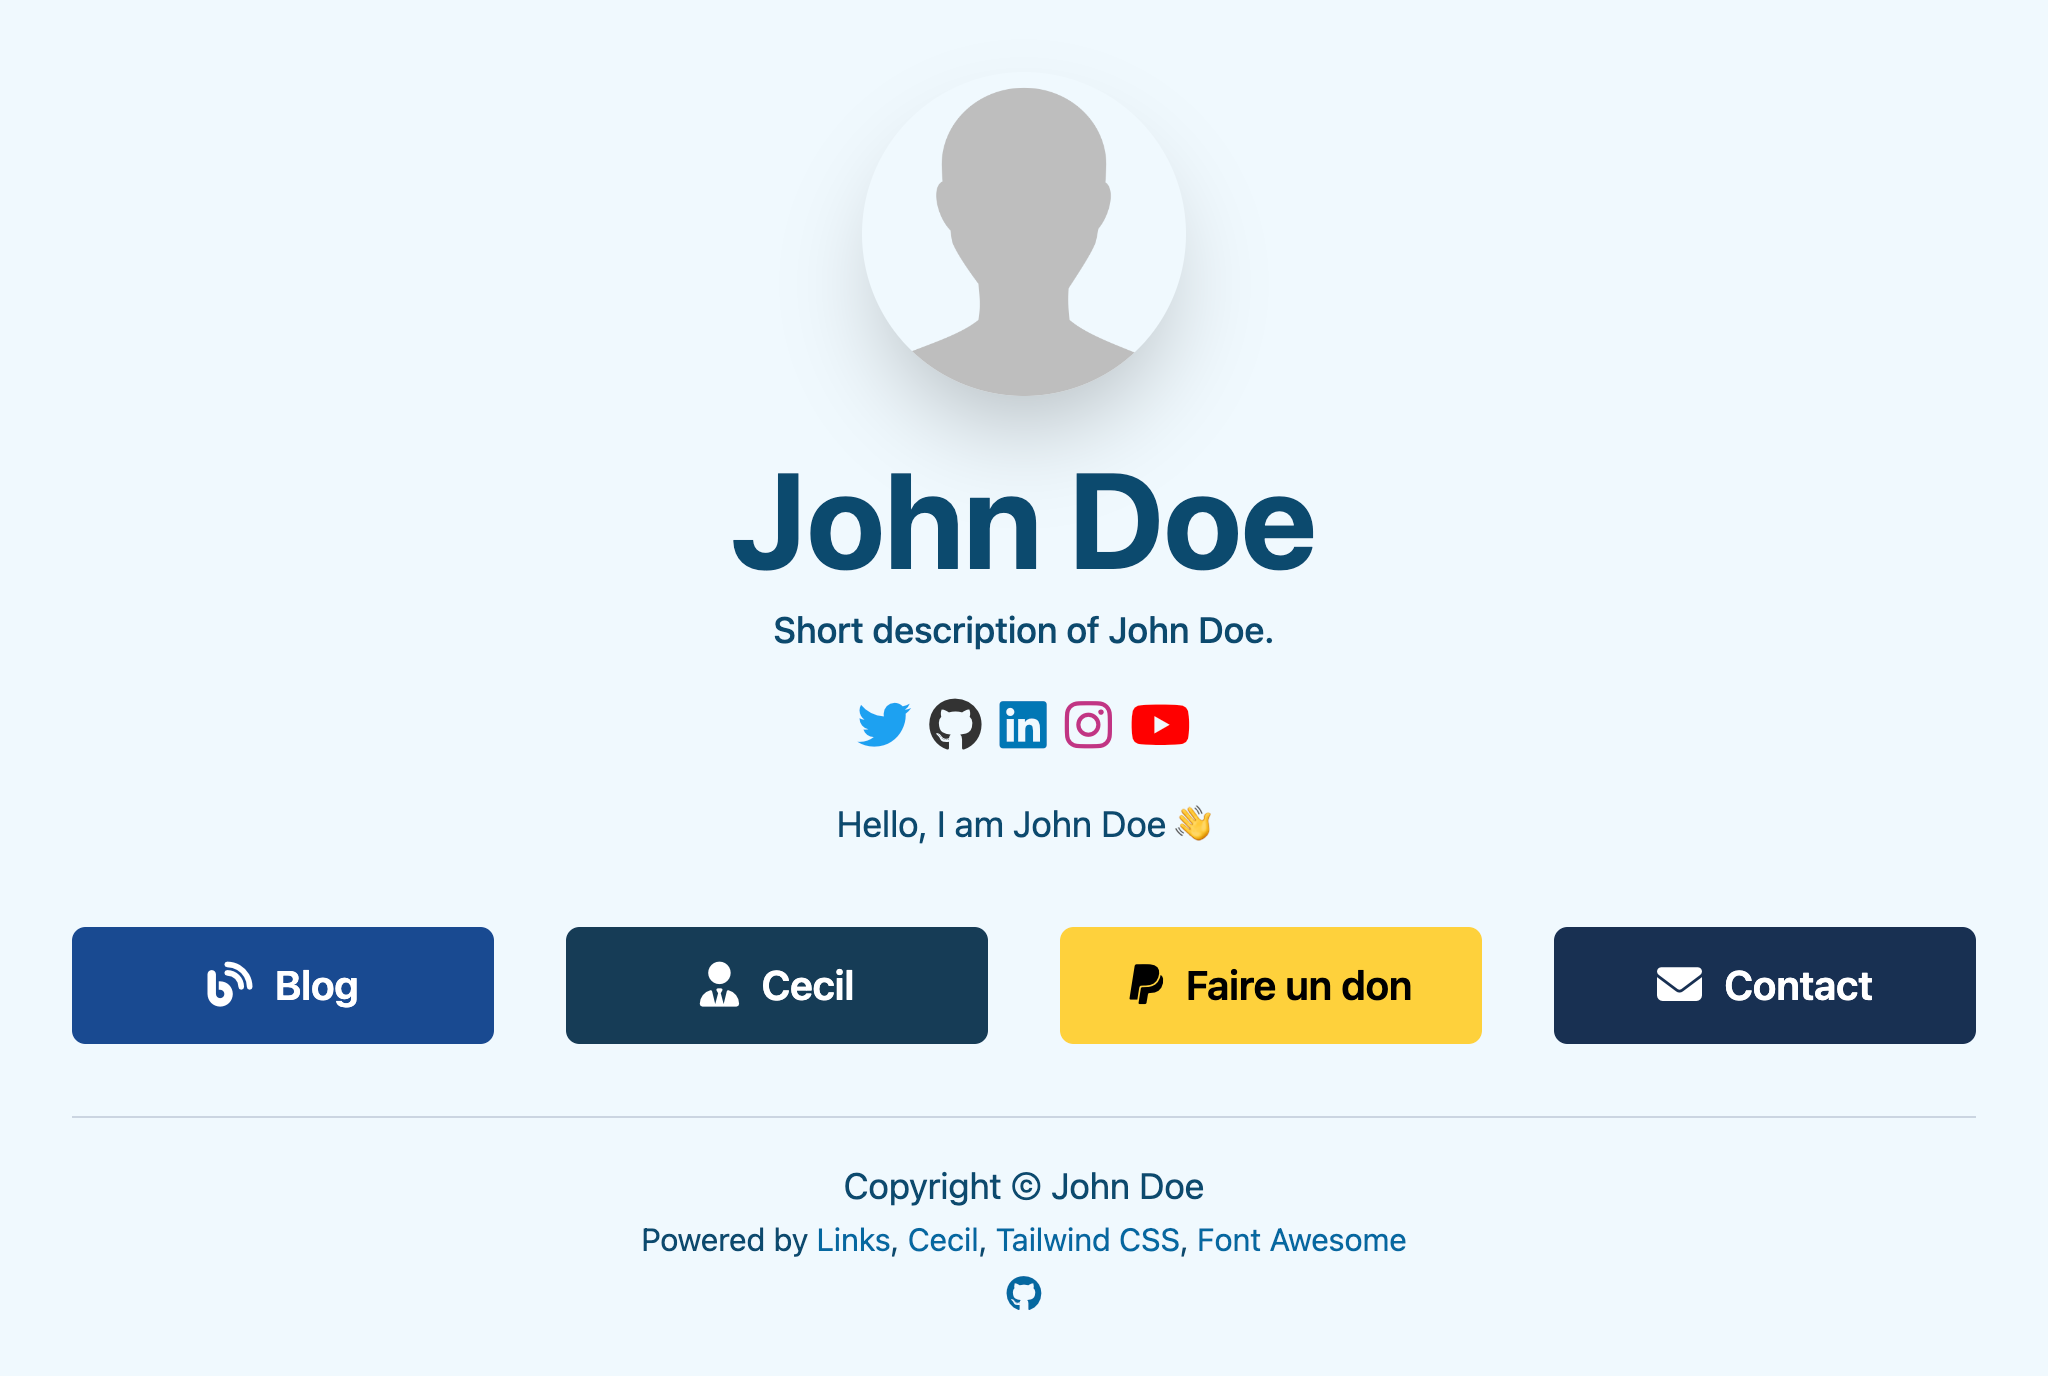 John Doe
Short description of John Doe.
Hello, I am John Doe 👋
Blog
Cecil
Faire un don
Contact
Copyright © John Doe
Powered by Links, Cecil, Tailwind CSS, Font Awesome